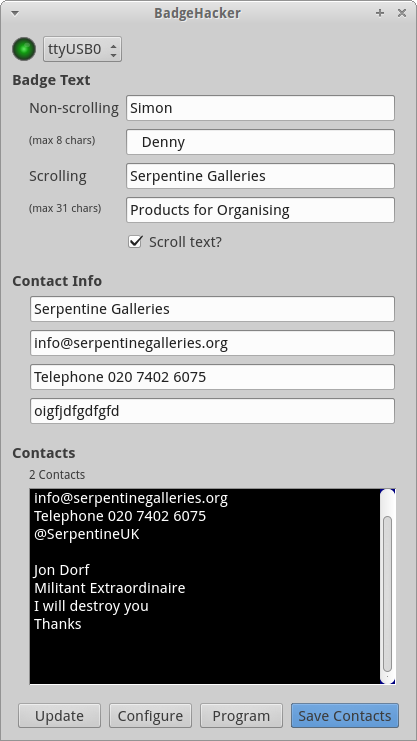 BadgeHacker
ttyUSB0
Badge Text
Non-scrolling Simon
(max 8 chars) Denny
Scrolling Serpentine Galleries
(max 31 chars) Products for Organising
Scroll text?
Contact Info
Serpentine Galleries
info@serpentinegalleries.org
Telephone 020 7402 6075
oigfjdfgdfgfd
Contacts
2 Contacts
info@serpentinegalleries.org
Telephone 020 7402 6075
@SerpentineUK
Jon Dorf
Militant Extraordinaire
I will destroy you
Thanks
Update Configure Program Save Contacts